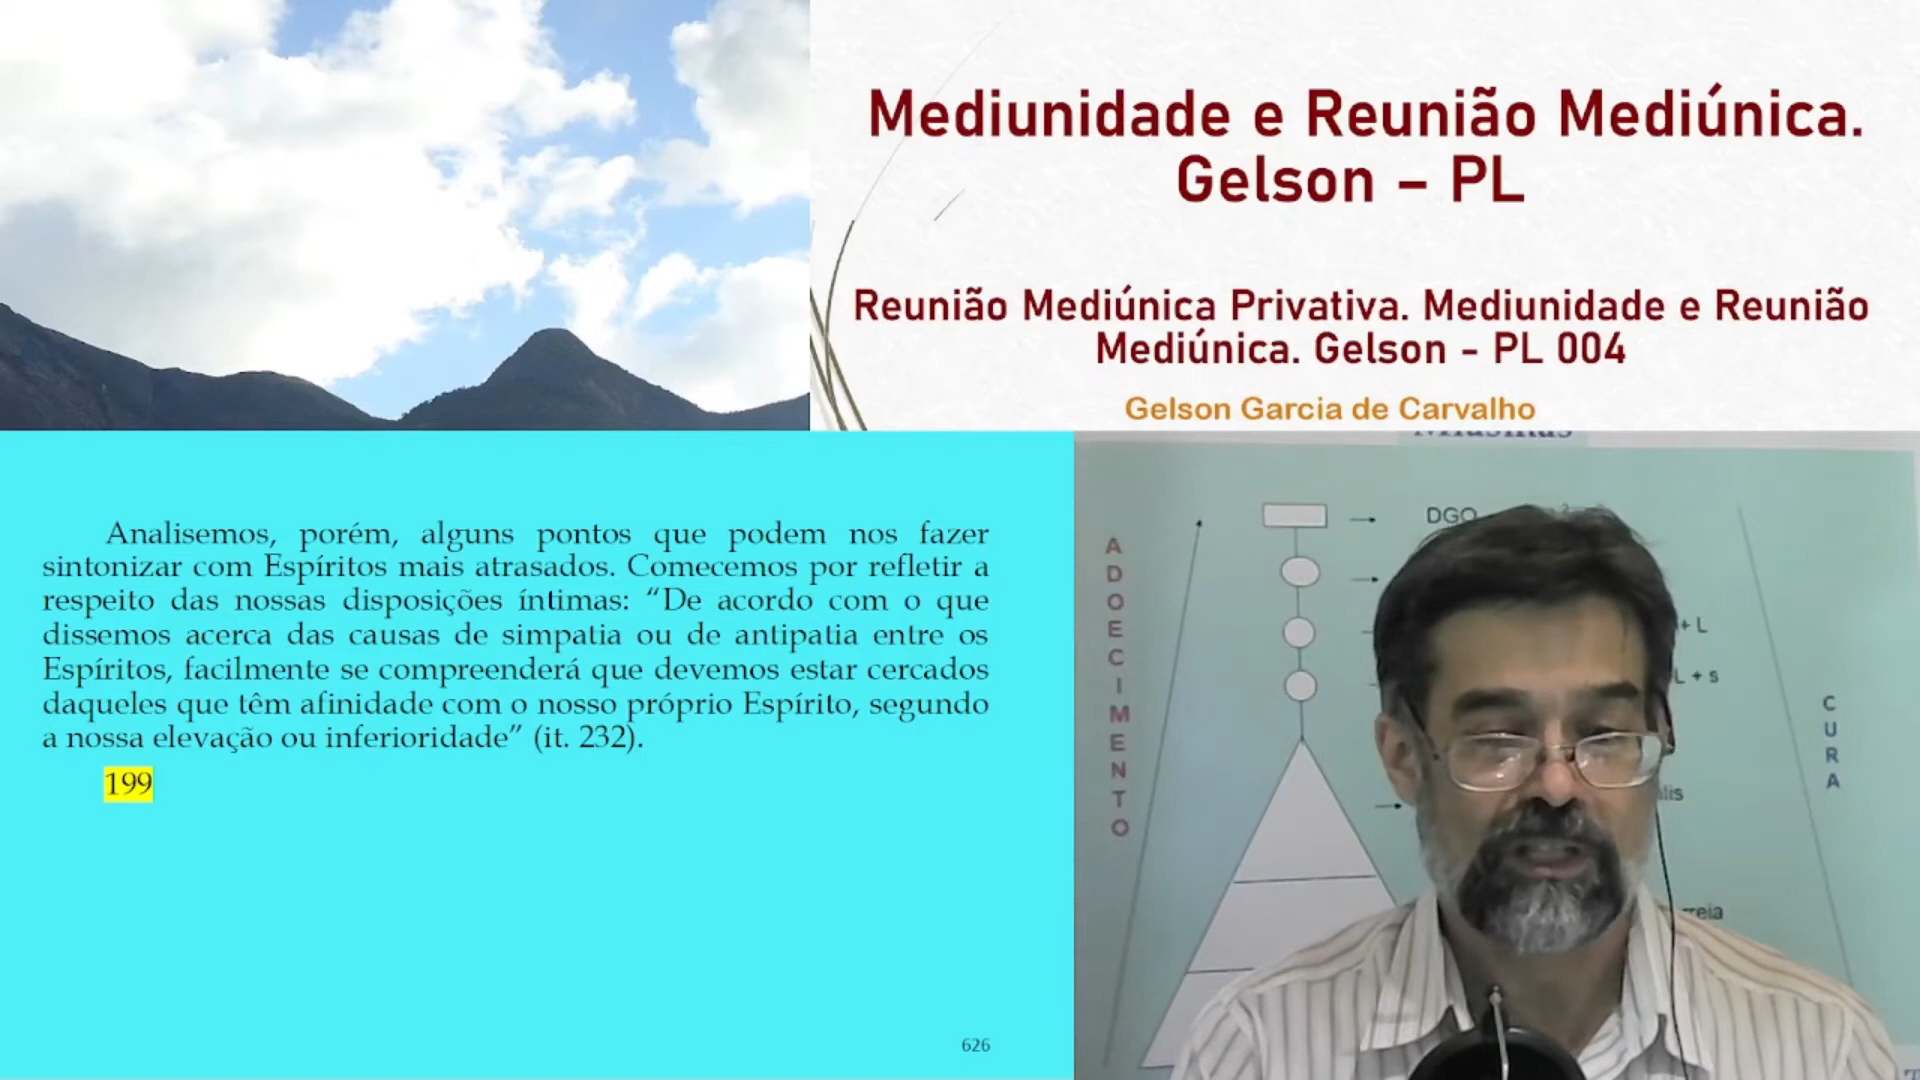 Mediunidade e Reunião Mediúnica.
Gelson – PL
Reunião Mediúnica Privativa. Mediunidade e Reunião
Mediúnica. Gelson - PL 004
Gelson Garcia de Carvalho
Analisemos, porém, alguns pontos que podem nos fazer
sintonizar com Espíritos mais atrasados. Comecemos por refletir a
respeito das nossas disposições íntimas: “De acordo com o que
dissemos acerca das causas de simpatia ou de antipatia entre os
Espíritos, facilmente se compreenderá que devemos estar cercados
daqueles que têm afinidade com o nosso próprio Espírito, segundo
a nossa elevação ou inferioridade” (it. 232).
199
626
DGO
ADOECIMENTO
+ L
L + s
CURA